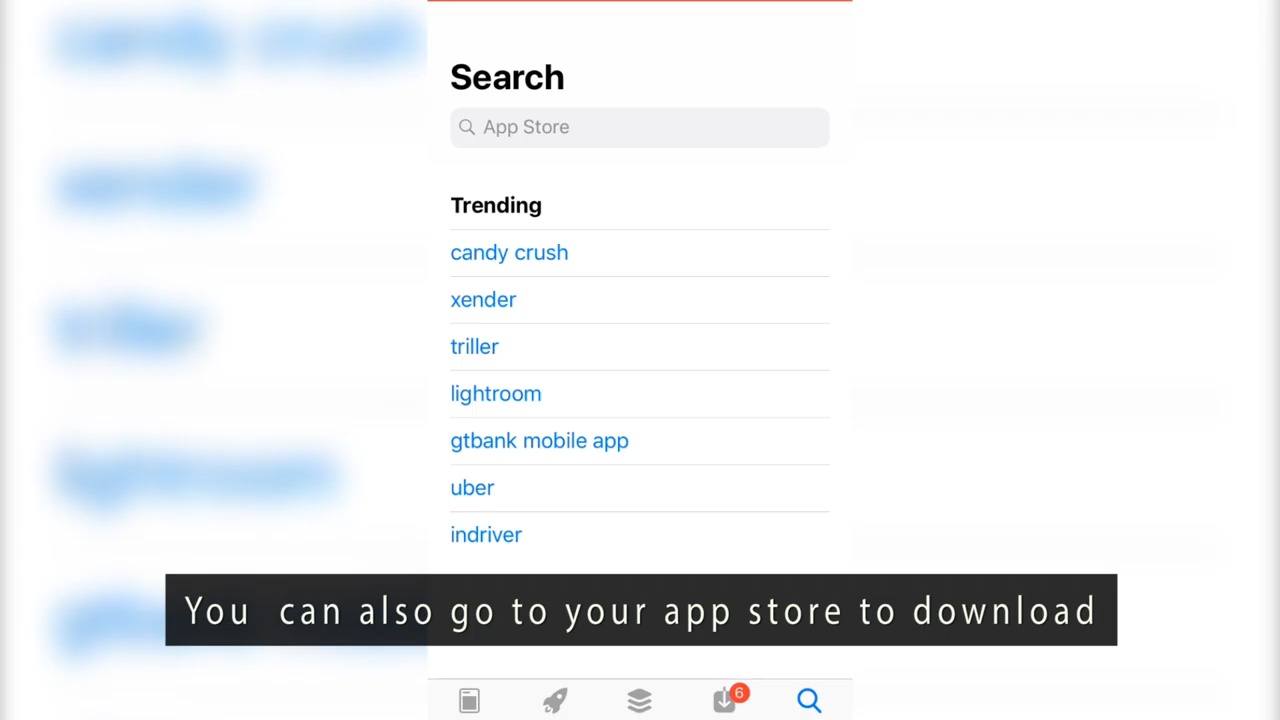 Search
App Store
Trending
candy crush
xender
triller
lightroom
gtbank mobile app
uber
indriver
You can also go to your app store to download
6